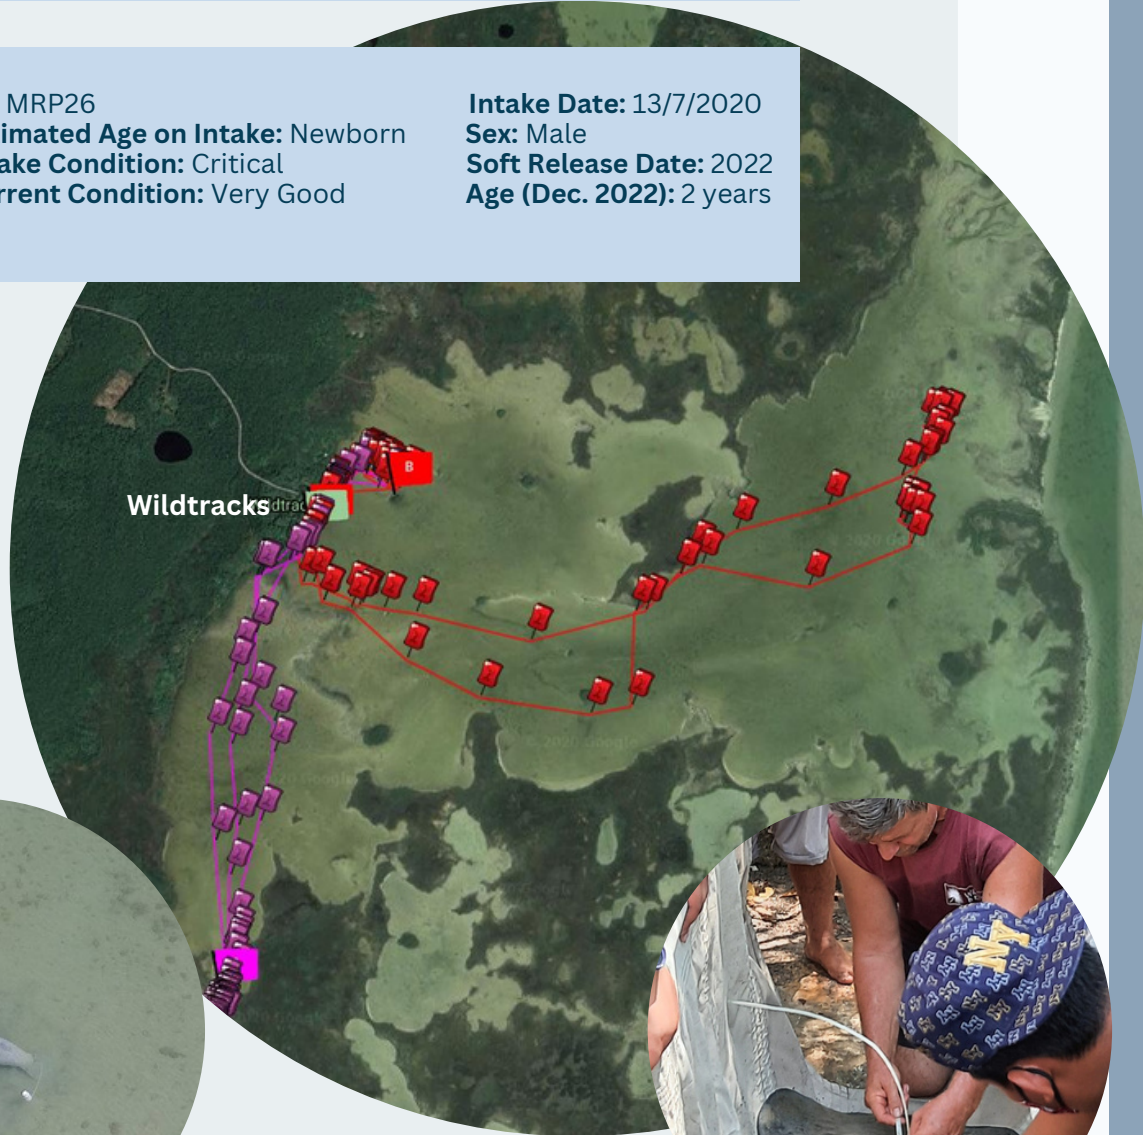 MRP26
imated Age on Intake: Newborn
ake Condition: Critical
rrent Condition: Very Good
Intake Date: 13/7/2020
Sex: Male
Soft Release Date: 2022
Age (Dec. 2022): 2 years
B
Wildtracks
NY